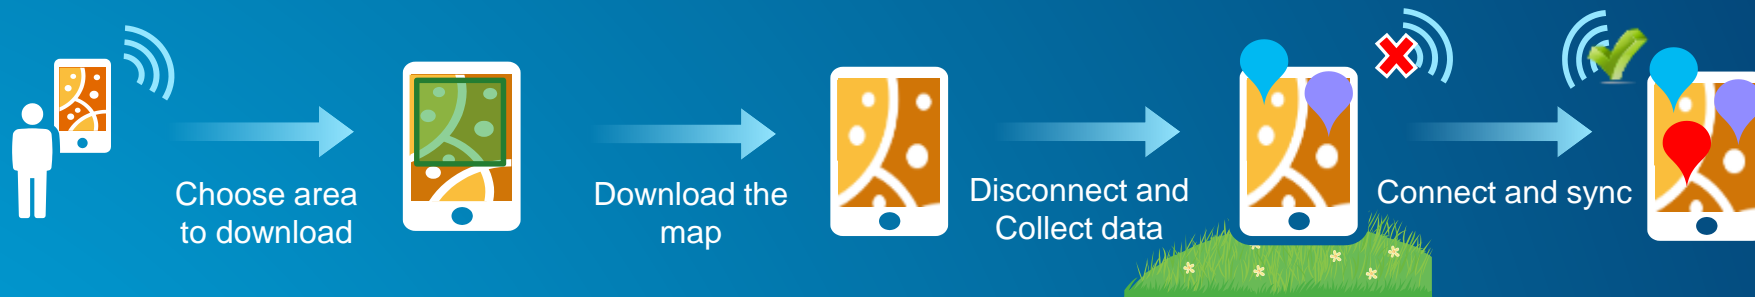 Choose area
to download
Download the
map
Disconnect and
Collect data
Connect and sync